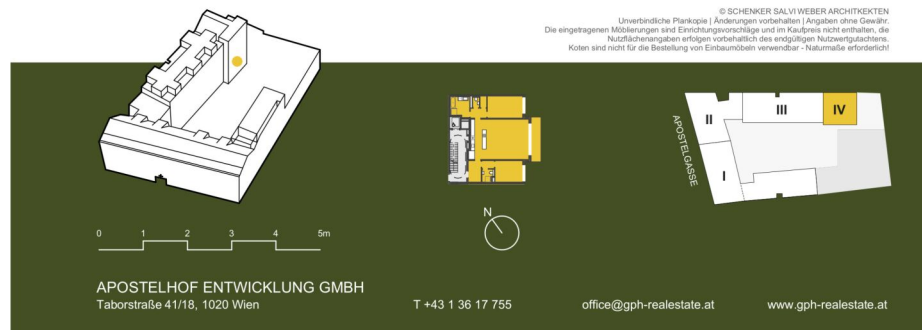 © SCHENKER SALVI WEBER ARCHITKEKTEN
Unverbindliche Plankopie | Änderungen vorbehalten | Angaben ohne Gewähr.
Die eingetragenen Möblierungen sind Einrichtungsvorschläge und im Kaufpreis nicht enthalten, die
Nutzflächenangaben erfolgen vorbehaltlich des endgültigen Nutzwertgutachtens.
Koten sind nicht für die Bestellung von Einbaumöbeln verwendbar - Naturmaße erforderlich!
II
III
IV
I
APOSTELGASSE
N
0 1 2 3 4 5m
APOSTELHOF ENTWICKLUNG GMBH
Taborstraße 41/18, 1020 Wien
T +43 1 36 17 755
office@gph-realestate.at
www.gph-realestate.at